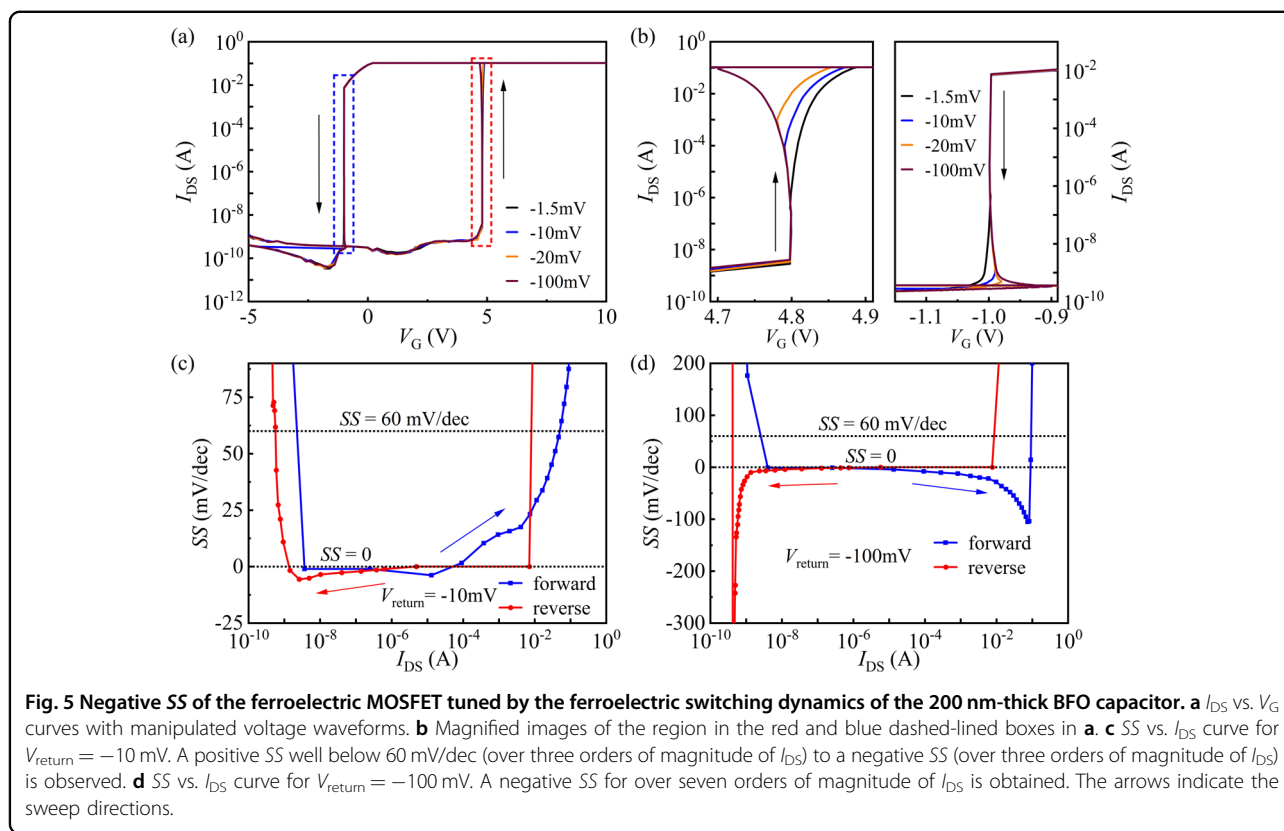 (a)
10^0
10^-2
10^-4
10^-6
10^-8
10^-10
10^-12
I_DS (A)
-5 0 5 10
V_G (V)
-1.5mV
-10mV
-20mV
-100mV
(b)
10^0
10^-2
10^-4
10^-6
10^-8
10^-10
I_DS (A)
4.7 4.8 4.9
V_G (V)
-1.5mV
-10mV
-20mV
-100mV
10^-2
10^-4
10^-6
10^-8
10^-10
I_DS (A)
-1.1 -1.0 -0.9
V_G (V)
(c)
75
50
25
0
-25
SS (mV/dec)
SS = 60 mV/dec
SS = 0
V_return = -10mV
forward
reverse
10^-10 10^-8 10^-6 10^-4 10^-2 10^0
I_DS (A)
(d)
200
100
0
-100
-200
-300
SS (mV/dec)
SS = 60 mV/dec
SS = 0
V_return = -100mV
forward
reverse
10^-10 10^-8 10^-6 10^-4 10^-2 10^0
I_DS (A)
Fig. 5 Negative SS of the ferroelectric MOSFET tuned by the ferroelectric switching dynamics of the 200 nm-thick BFO capacitor. a I_DS vs. V_G
curves with manipulated voltage waveforms. b Magnified images of the region in the red and blue dashed-lined boxes in a. c SS vs. I_DS curve for
V_return = −10 mV. A positive SS well below 60 mV/dec (over three orders of magnitude of I_DS) to a negative SS (over three orders of magnitude of I_DS)
is observed. d SS vs. I_DS curve for V_return = −100 mV. A negative SS for over seven orders of magnitude of I_DS is obtained. The arrows indicate the
sweep directions.